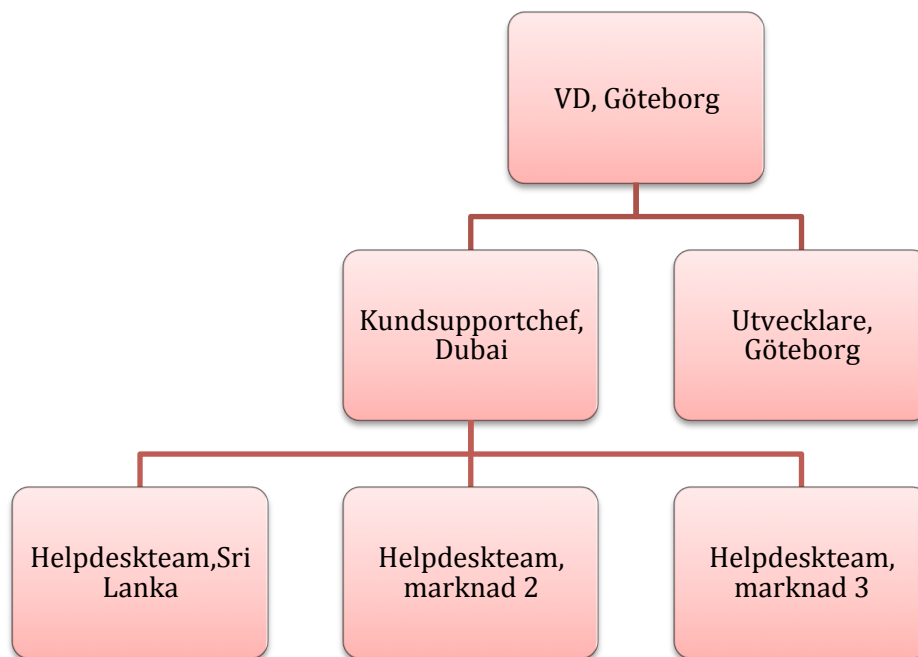 VD, Göteborg
Kundsupportchef,
Dubai
Utvecklare,
Göteborg
Helpdeskteam,Sri
Lanka
Helpdeskteam,
marknad 2
Helpdeskteam,
marknad 3